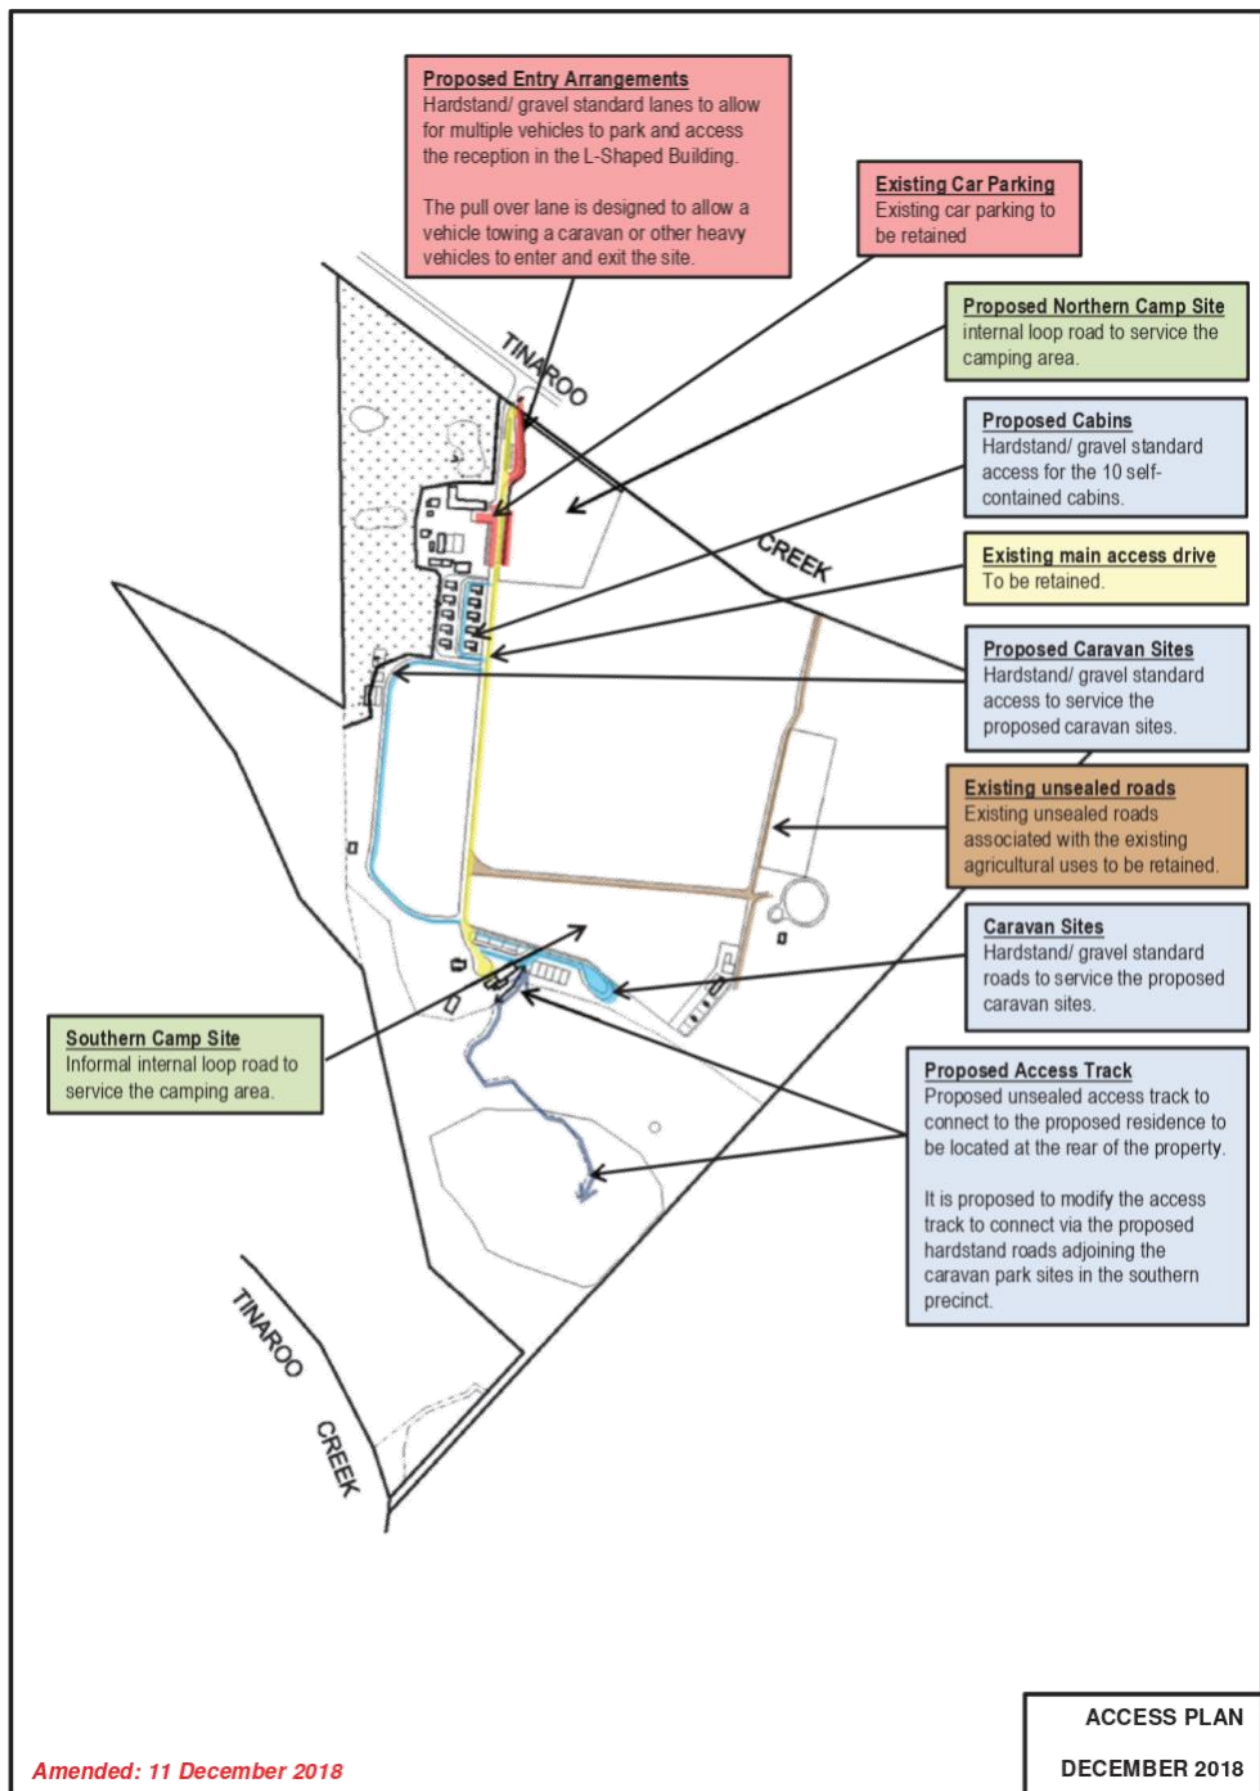 Proposed Entry Arrangements
Hardstand/ gravel standard lanes to allow
for multiple vehicles to park and access
the reception in the L-Shaped Building.
The pull over lane is designed to allow a
vehicle towing a caravan or other heavy
vehicles to enter and exit the site.
Existing Car Parking
Existing car parking to
be retained
Proposed Northern Camp Site
internal loop road to service the
camping area.
TINAROO
CREEK
Proposed Cabins
Hardstand/ gravel standard
access for the 10 self-
contained cabins.
Existing main access drive
To be retained.
Proposed Caravan Sites
Hardstand/ gravel standard
access to service the
proposed caravan sites.
Existing unsealed roads
Existing unsealed roads
associated with the existing
agricultural uses to be retained.
Caravan Sites
Hardstand/ gravel standard
roads to service the proposed
caravan sites.
Southern Camp Site
Informal internal loop road to
service the camping area.
Proposed Access Track
Proposed unsealed access track to
connect to the proposed residence to
be located at the rear of the property.
It is proposed to modify the access
track to connect via the proposed
hardstand roads adjoining the
caravan park sites in the southern
precinct.
TINAROO
CREEK
ACCESS PLAN
DECEMBER 2018
Amended: 11 December 2018